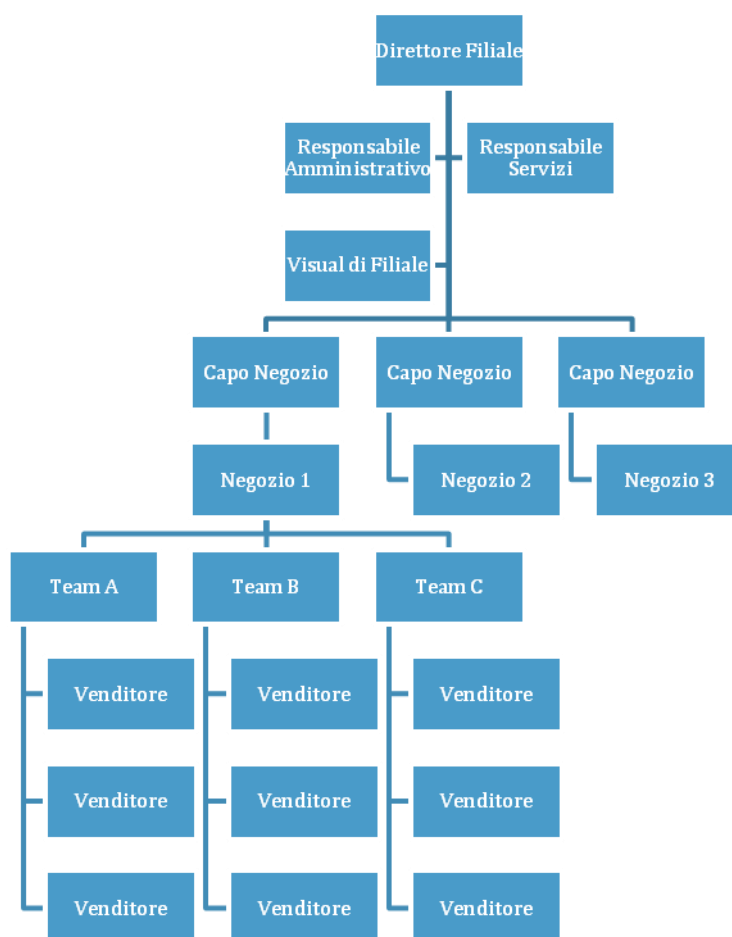 Direttore Filiale
Responsabile
Amministrativo
Responsabile
Servizi
Visual di Filiale
Capo Negozio
Capo Negozio
Capo Negozio
Negozio 1
Negozio 2
Negozio 3
Team A
Team B
Team C
Venditore
Venditore
Venditore
Venditore
Venditore
Venditore
Venditore
Venditore
Venditore